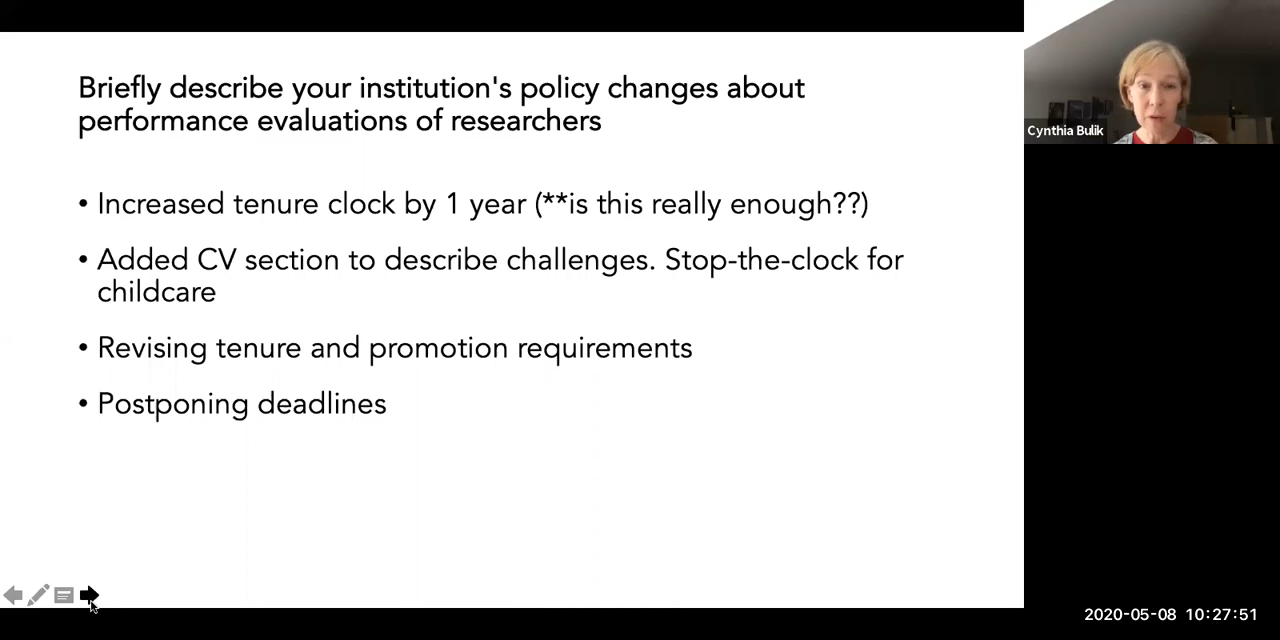 Briefly describe your institution's policy changes about
performance evaluations of researchers
• Increased tenure clock by 1 year (**is this really enough??)
• Added CV section to describe challenges. Stop-the-clock for
childcare
• Revising tenure and promotion requirements
• Postponing deadlines
Cynthia Bulik
2020-05-08 10:27:51